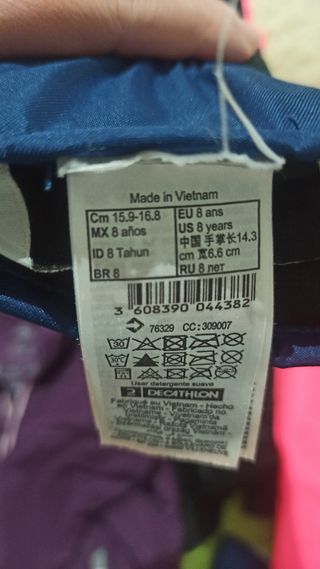 Made in Vietnam
Cm 15.9-16.8
MX 8 años
ID 8 Tahun
BR 8
EU 8 ans
US 8 years
中国 手掌长14.3
cm 宽6.6 cm
RU 8 лет
3 608390 044382
76329 CC:309007
30
30°C
Usar detergente suave
DECATHLON
Fabriqué au Vietnam - Hecho
en Vietnam - Fabricado no